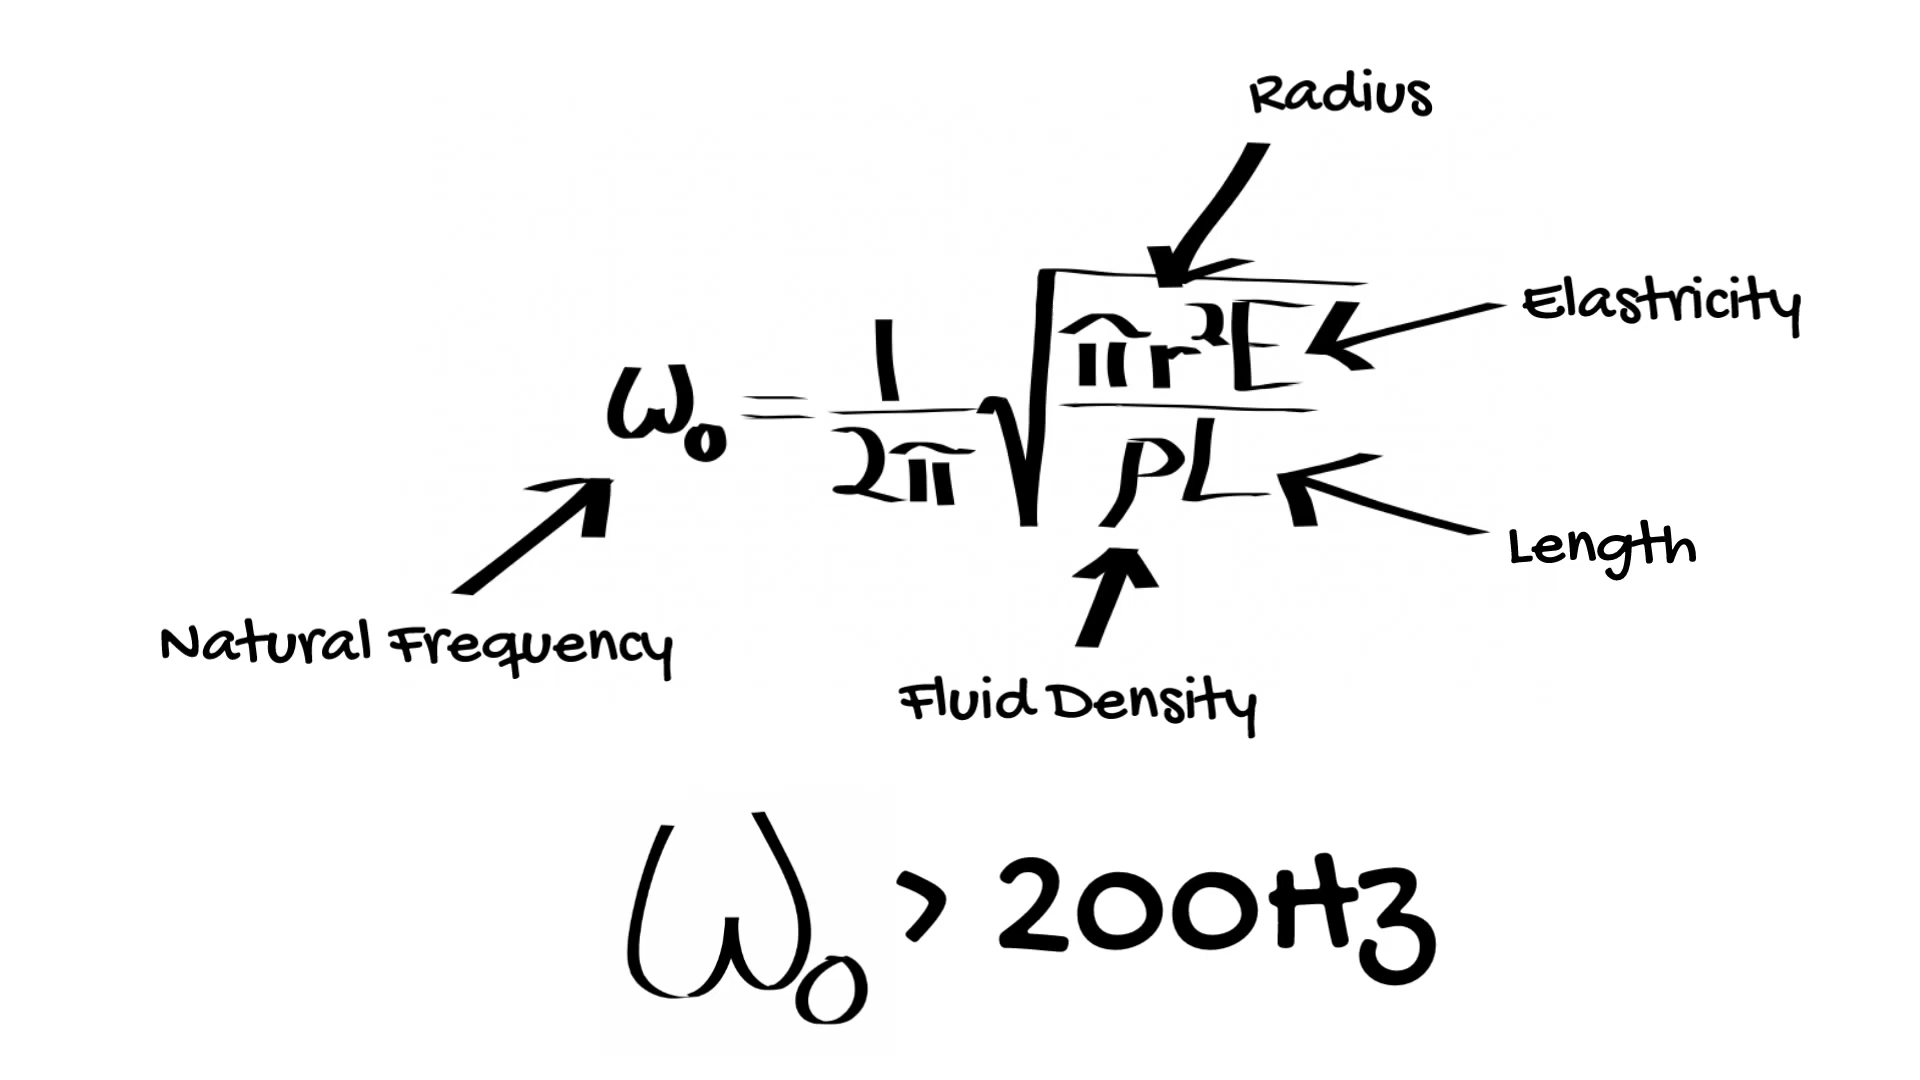 Radius
Elastricity
ω₀ = 1/2π √(πr²E/ρL)
Length
Natural Frequency
Fluid Density
ω₀ > 200Hz